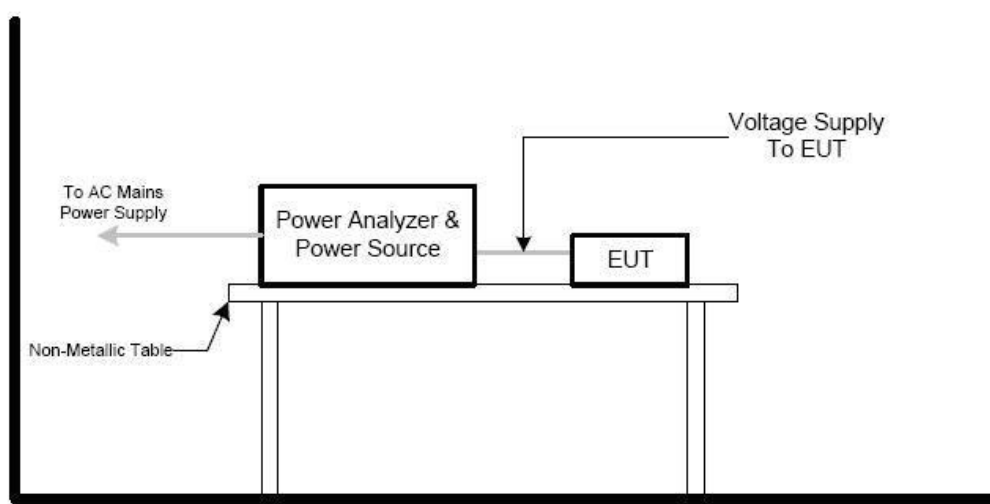 Voltage Supply
To EUT
To AC Mains
Power Supply
Power Analyzer &
Power Source
EUT
Non-Metallic Table